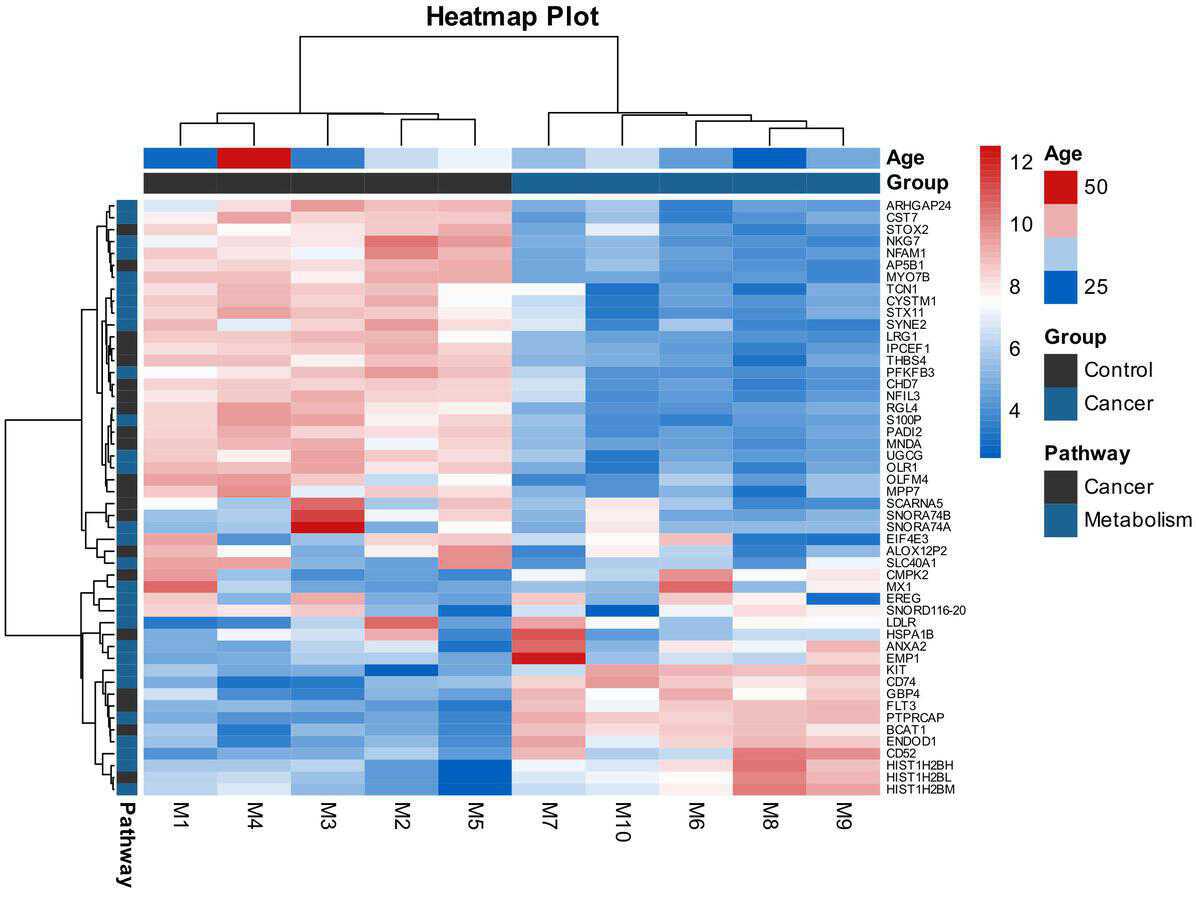 Heatmap Plot
Age
Group
ARHGAP24
CST7
STOX2
NKG7
NFAM1
AP5B1
MYO7B
TCN1
CYSTM1
STX11
SYNE2
LRG1
IPCEF1
THBS4
PFKFB3
CHD7
NFIL3
RGL4
S100P
PADI2
MNDA
UGCG
OLR1
OLFM4
MPP7
SCARNA5
SNORA74B
SNORA74A
EIF4E3
ALOX12P2
SLC40A1
CMPK2
MX1
EREG
SNORD116-20
LDLR
HSPA1B
ANXA2
EMP1
KIT
CD74
GBP4
FLT3
PTPRCAP
BCAT1
ENDOD1
CD52
HIST1H2BH
HIST1H2BL
HIST1H2BM
Pathway
M1
M4
M3
M2
M5
M7
M10
M6
M8
M9
12
10
8
6
4
Age
50
25
Group
Control
Cancer
Pathway
Cancer
Metabolism